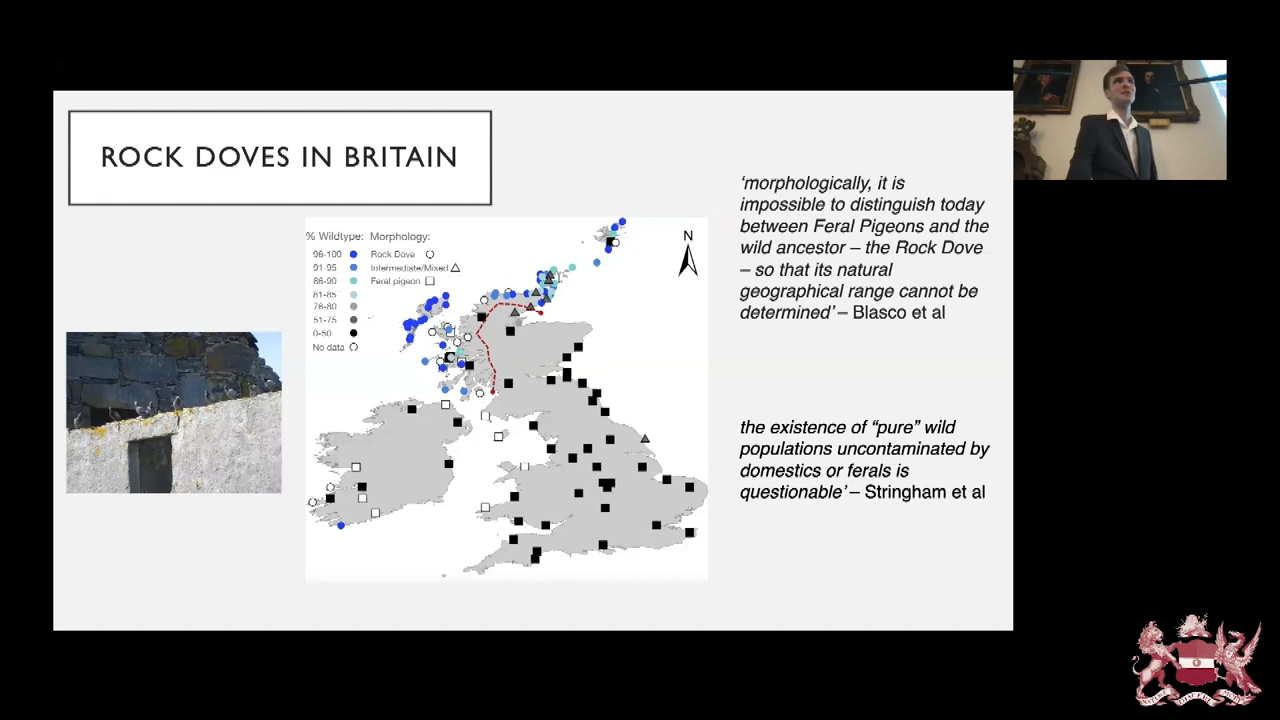 ROCK DOVES IN BRITAIN
% Wildtype: Morphology:
96-100 Rock Dove
91-95 Intermediate/Mixed
86-90 Feral pigeon
81-85
76-80
51-75
0-50
No data
N
‘morphologically, it is
impossible to distinguish today
between Feral Pigeons and the
wild ancestor – the Rock Dove
– so that its natural
geographical range cannot be
determined’ – Blasco et al
the existence of “pure” wild
populations uncontaminated by
domestics or ferals is
questionable’ – Stringham et al